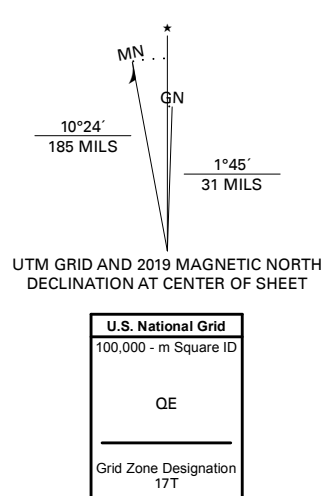 ★
MN
GN
10°24´
185 MILS
1°45´
31 MILS
UTM GRID AND 2019 MAGNETIC NORTH
DECLINATION AT CENTER OF SHEET
U.S. National Grid
100,000 - m Square ID
QE
Grid Zone Designation
17T